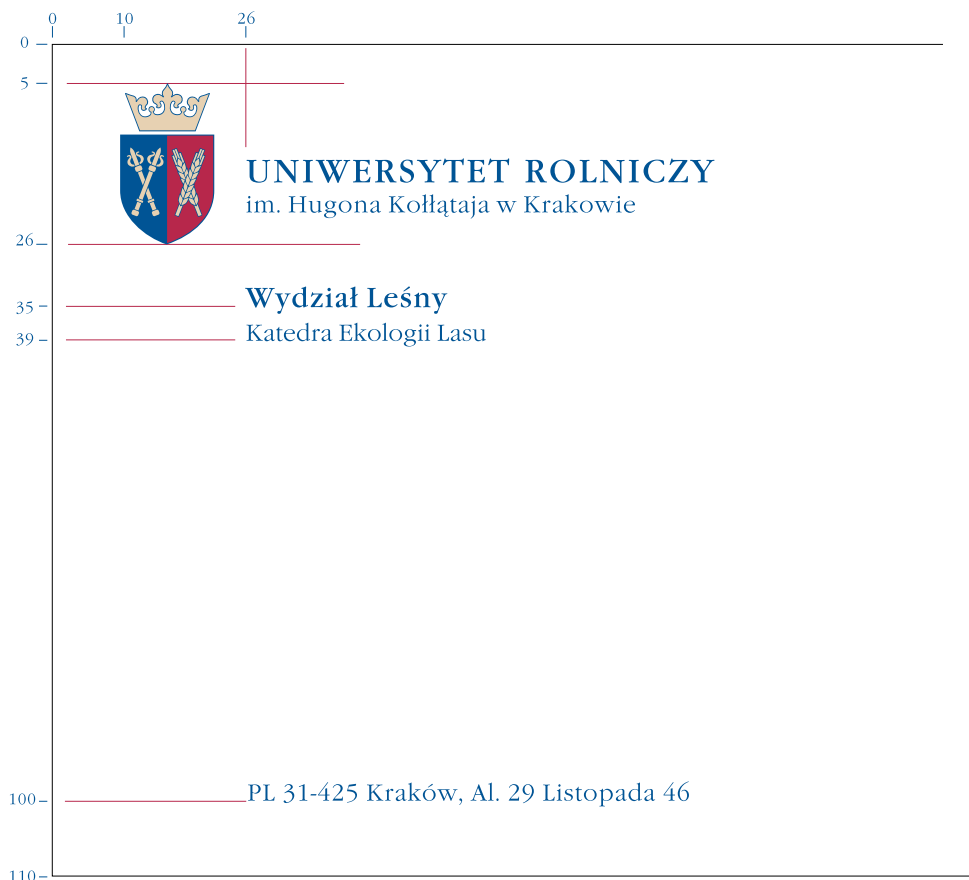 0 10 26
0
5
UNIWERSYTET ROLNICZY
im. Hugona Kołłątaja w Krakowie
26
Wydział Leśny
35
Katedra Ekologii Lasu
39
PL 31-425 Kraków, Al. 29 Listopada 46
100
110